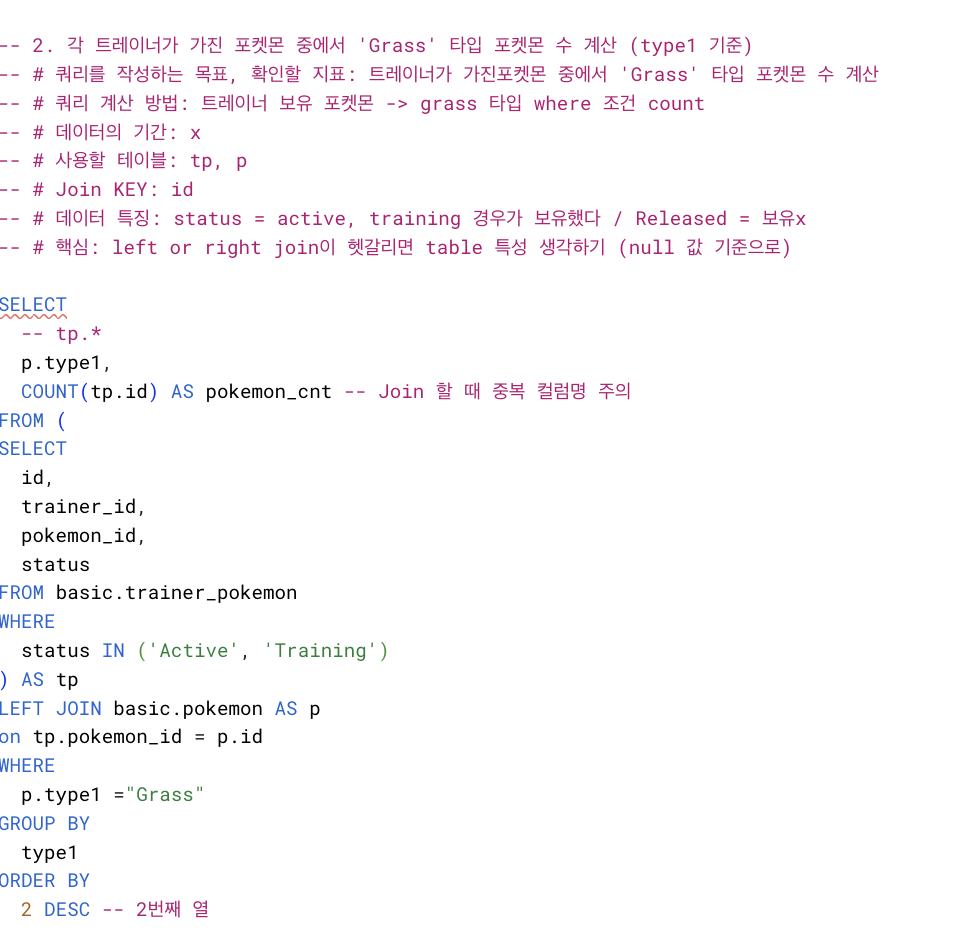 -- 2. 각 트레이너가 가진 포켓몬 중에서 'Grass' 타입 포켓몬 수 계산 (type1 기준)
-- # 쿼리를 작성하는 목표, 확인할 지표: 트레이너가 가진포켓몬 중에서 'Grass' 타입 포켓몬 수 계산
-- # 쿼리 계산 방법: 트레이너 보유 포켓몬 -> grass 타입 where 조건 count
-- # 데이터의 기간: x
-- # 사용할 테이블: tp, p
-- # Join KEY: id
-- # 데이터 특징: status = active, training 경우가 보유했다 / Released = 보유x
-- # 핵심: left or right join이 헷갈리면 table 특성 생각하기 (null 값 기준으로)
SELECT
-- tp.*
p.type1,
COUNT(tp.id) AS pokemon_cnt -- Join 할 때 중복 컬럼명 주의
FROM (
SELECT
id,
trainer_id,
pokemon_id,
status
FROM basic.trainer_pokemon
WHERE
status IN ('Active', 'Training')
) AS tp
LEFT JOIN basic.pokemon AS p
on tp.pokemon_id = p.id
WHERE
p.type1 ="Grass"
GROUP BY
type1
ORDER BY
2 DESC -- 2번째 열